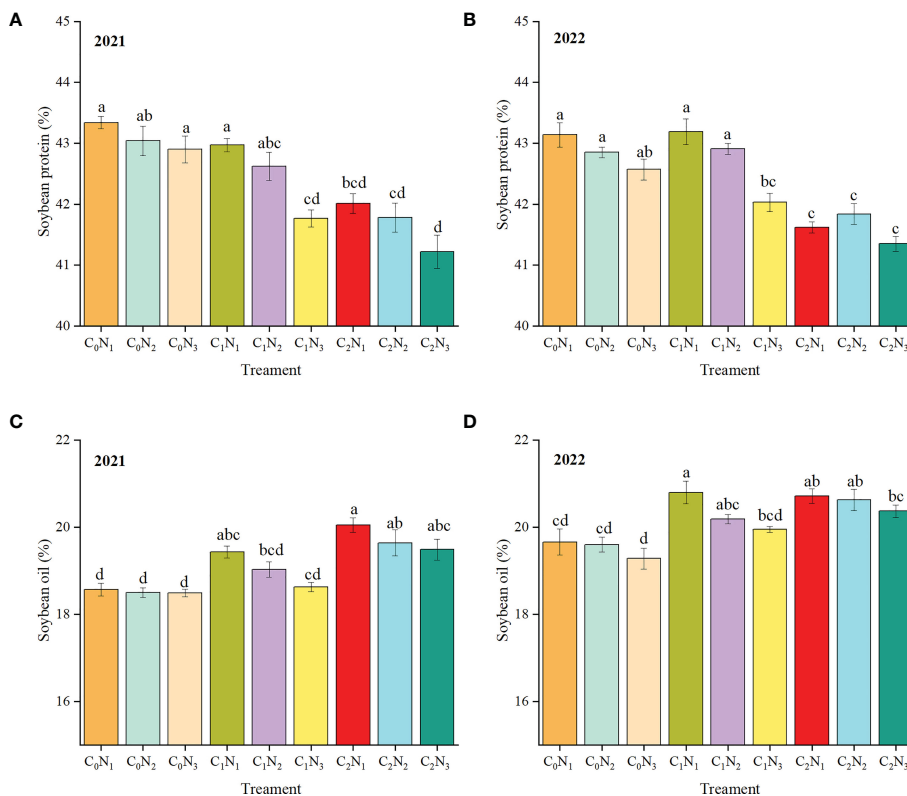 A
2021
Soybean protein (%)
45
44
43
42
41
40
a
ab
a
a
abc
cd
bcd
cd
d
C₀N₁ C₀N₂ C₀N₃ C₁N₁ C₁N₂ C₁N₃ C₂N₁ C₂N₂ C₂N₃
Treament
B
2022
Soybean protein (%)
45
44
43
42
41
40
a
a
ab
a
a
bc
c
c
c
C₀N₁ C₀N₂ C₀N₃ C₁N₁ C₁N₂ C₁N₃ C₂N₁ C₂N₂ C₂N₃
Treament
C
2021
Soybean oil (%)
22
20
18
16
d
d
d
abc
bcd
cd
a
ab
abc
C₀N₁ C₀N₂ C₀N₃ C₁N₁ C₁N₂ C₁N₃ C₂N₁ C₂N₂ C₂N₃
Treament
D
2022
Soybean oil (%)
22
20
18
16
cd
cd
d
a
abc
bcd
ab
ab
bc
C₀N₁ C₀N₂ C₀N₃ C₁N₁ C₁N₂ C₁N₃ C₂N₁ C₂N₂ C₂N₃
Treament